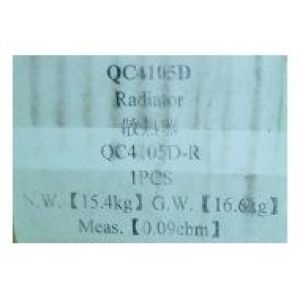 QC4105D
Radiator
散热器
QC4105D-R
1PCS
N.W.【15.4kg】G.W.【16.6kg】
Meas.【0.09cbm】